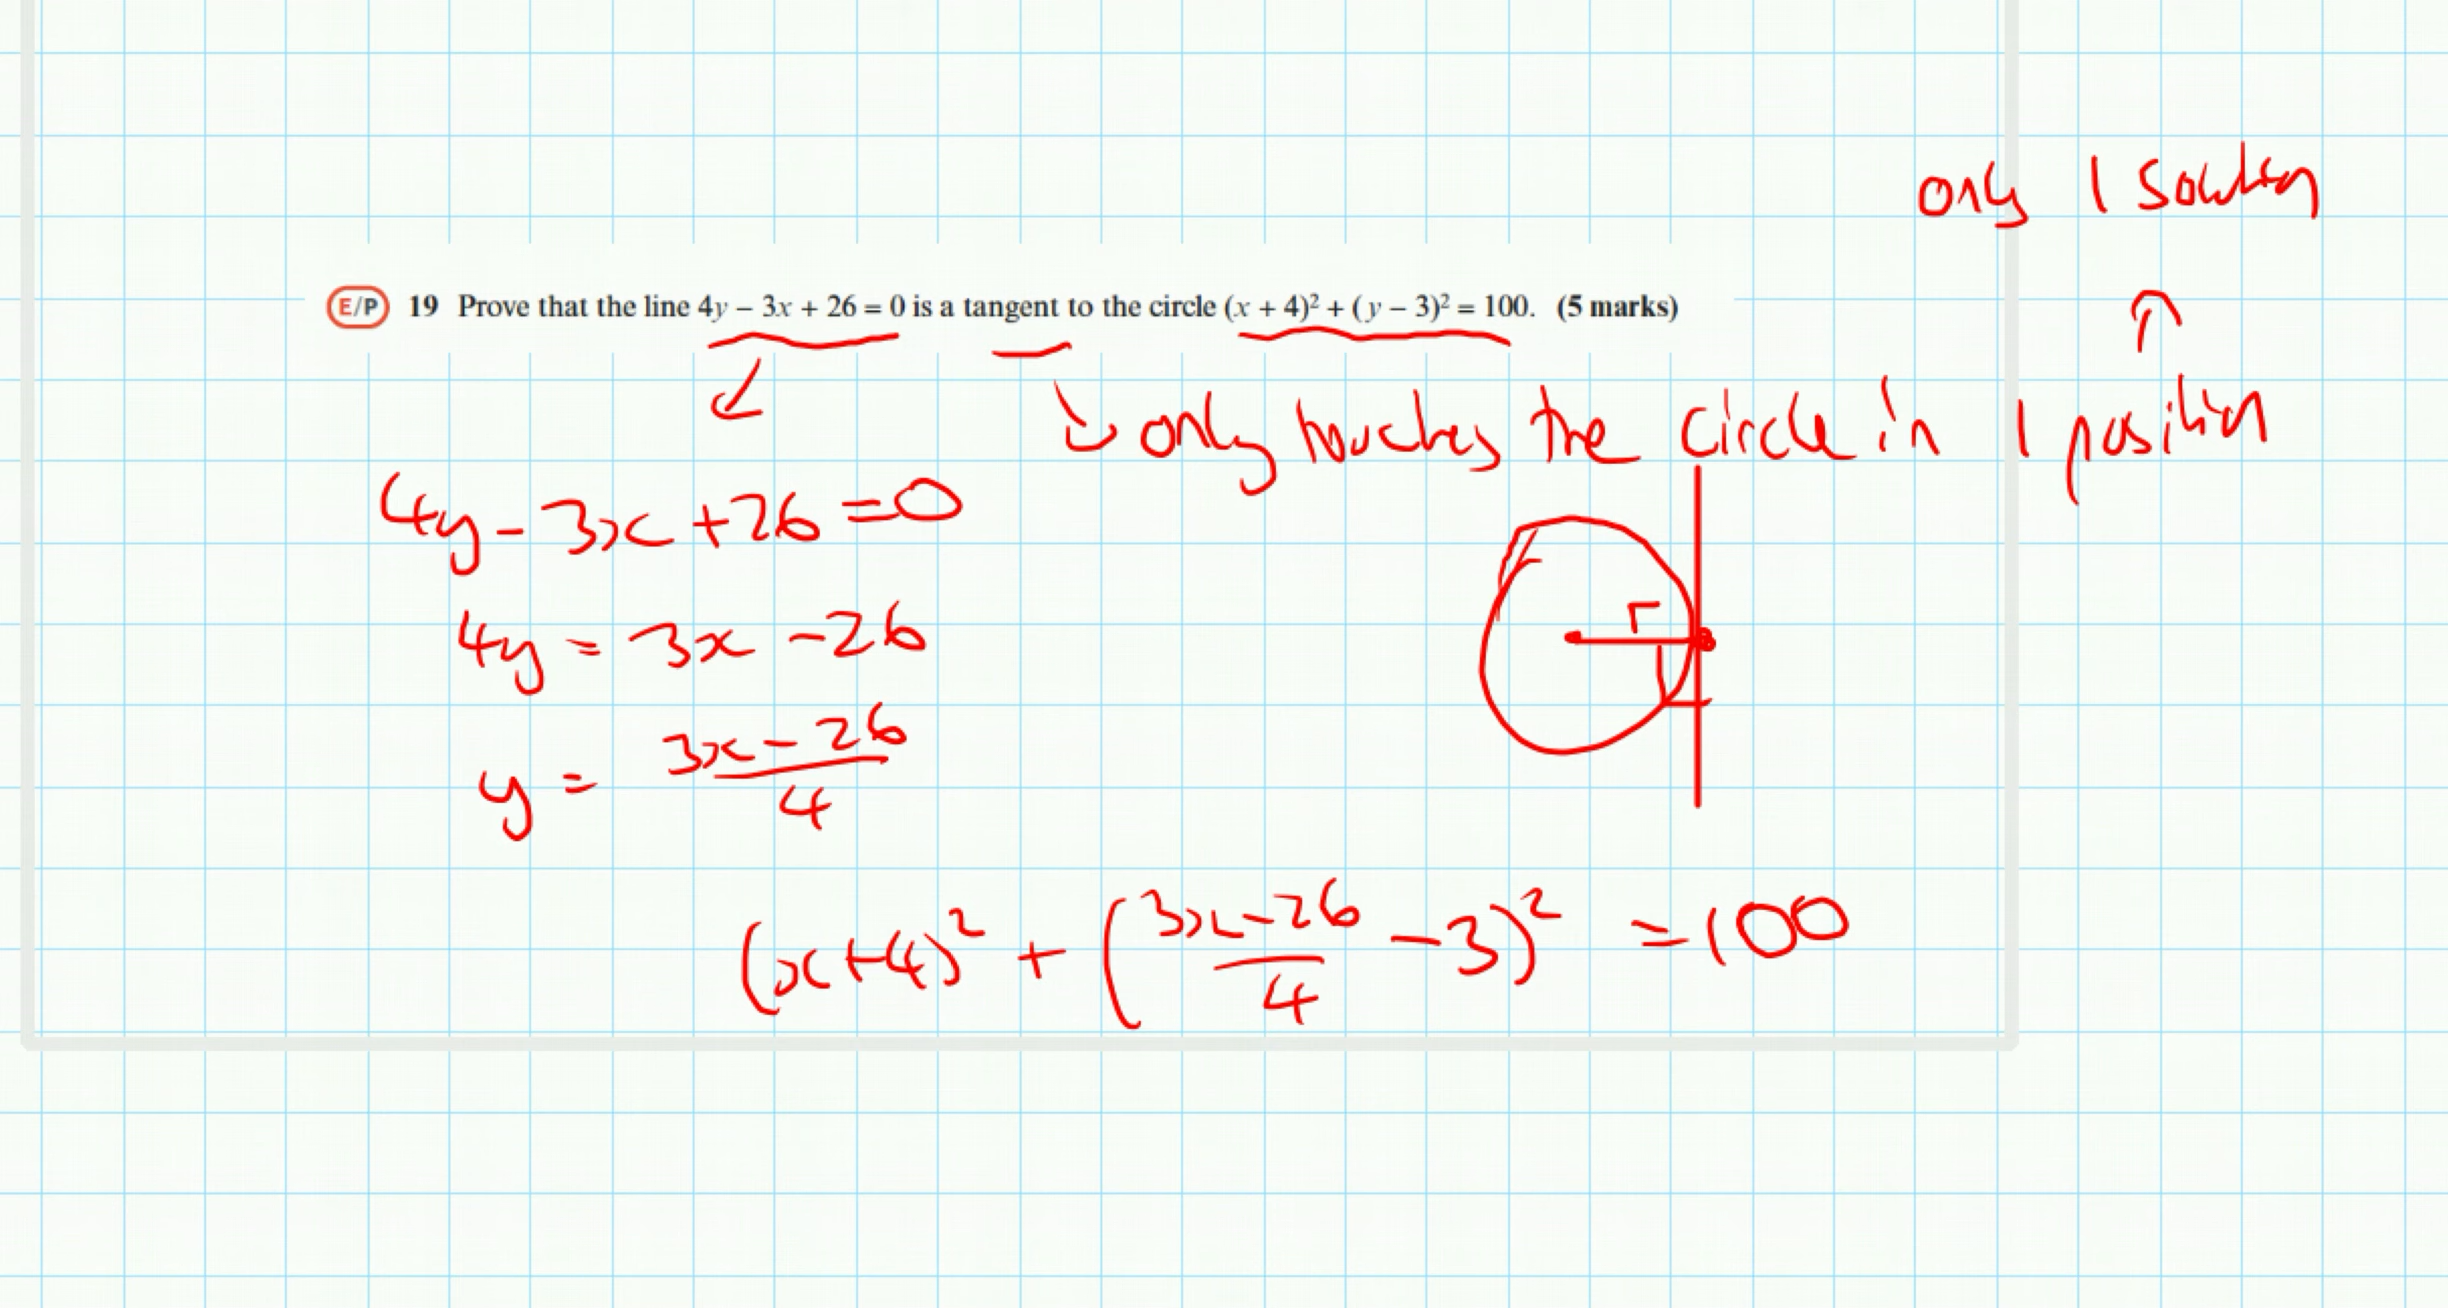 only 1 solution
E/P 19 Prove that the line 4y – 3x + 26 = 0 is a tangent to the circle (x + 4)² + (y – 3)² = 100. (5 marks)
only touches the circle in 1 position
4y - 3x + 26 = 0
4y = 3x - 26
r
y = (3x - 26)/4
(x+4)² + ((3x-26)/4 - 3)² = 100